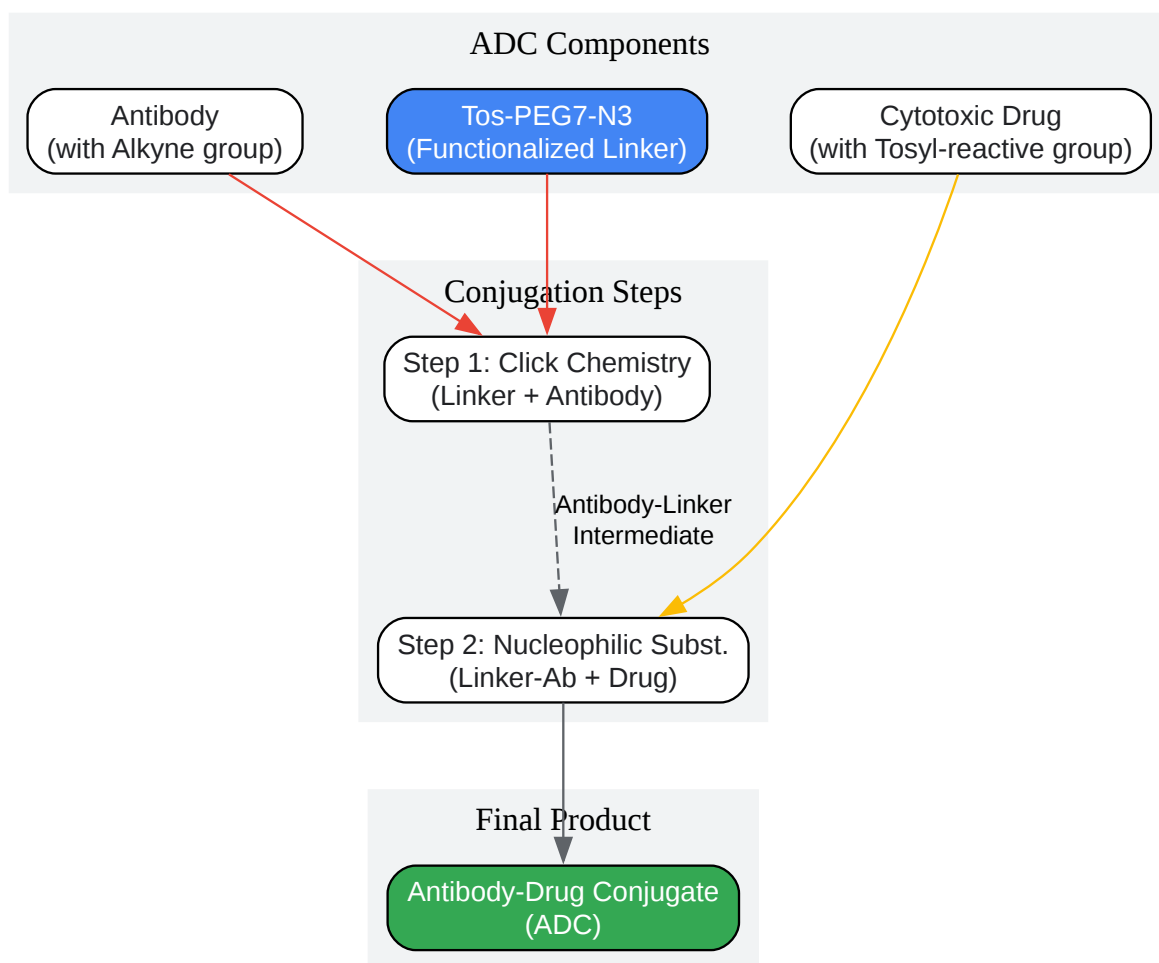 ADC Components
Antibody
(with Alkyne group)
Tos-PEG7-N3
(Functionalized Linker)
Cytotoxic Drug
(with Tosyl-reactive group)
Conjugation Steps
Step 1: Click Chemistry
(Linker + Antibody)
Antibody-Linker
Intermediate
Step 2: Nucleophilic Subst.
(Linker-Ab + Drug)
Final Product
Antibody-Drug Conjugate
(ADC)